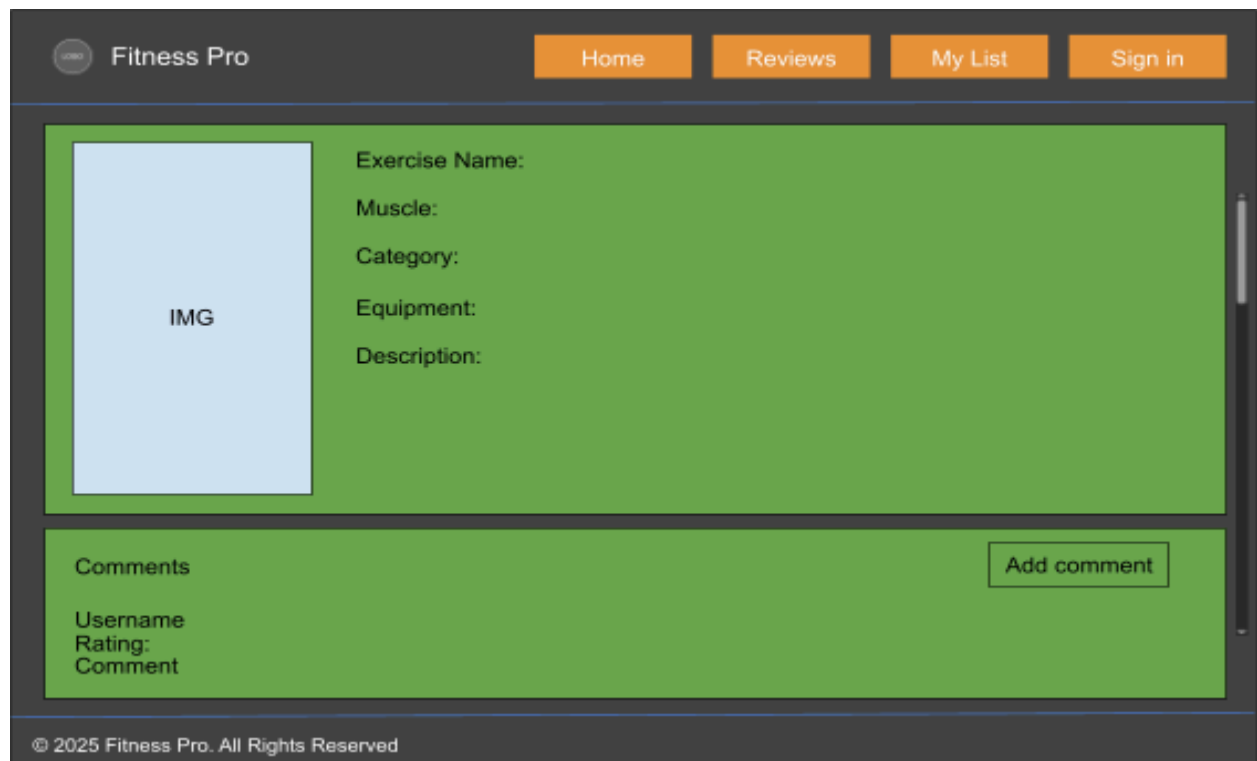 LOGO
Fitness Pro
Home
Reviews
My List
Sign in
IMG
Exercise Name:
Muscle:
Category:
Equipment:
Description:
Comments
Add comment
Username
Rating:
Comment
© 2025 Fitness Pro. All Rights Reserved